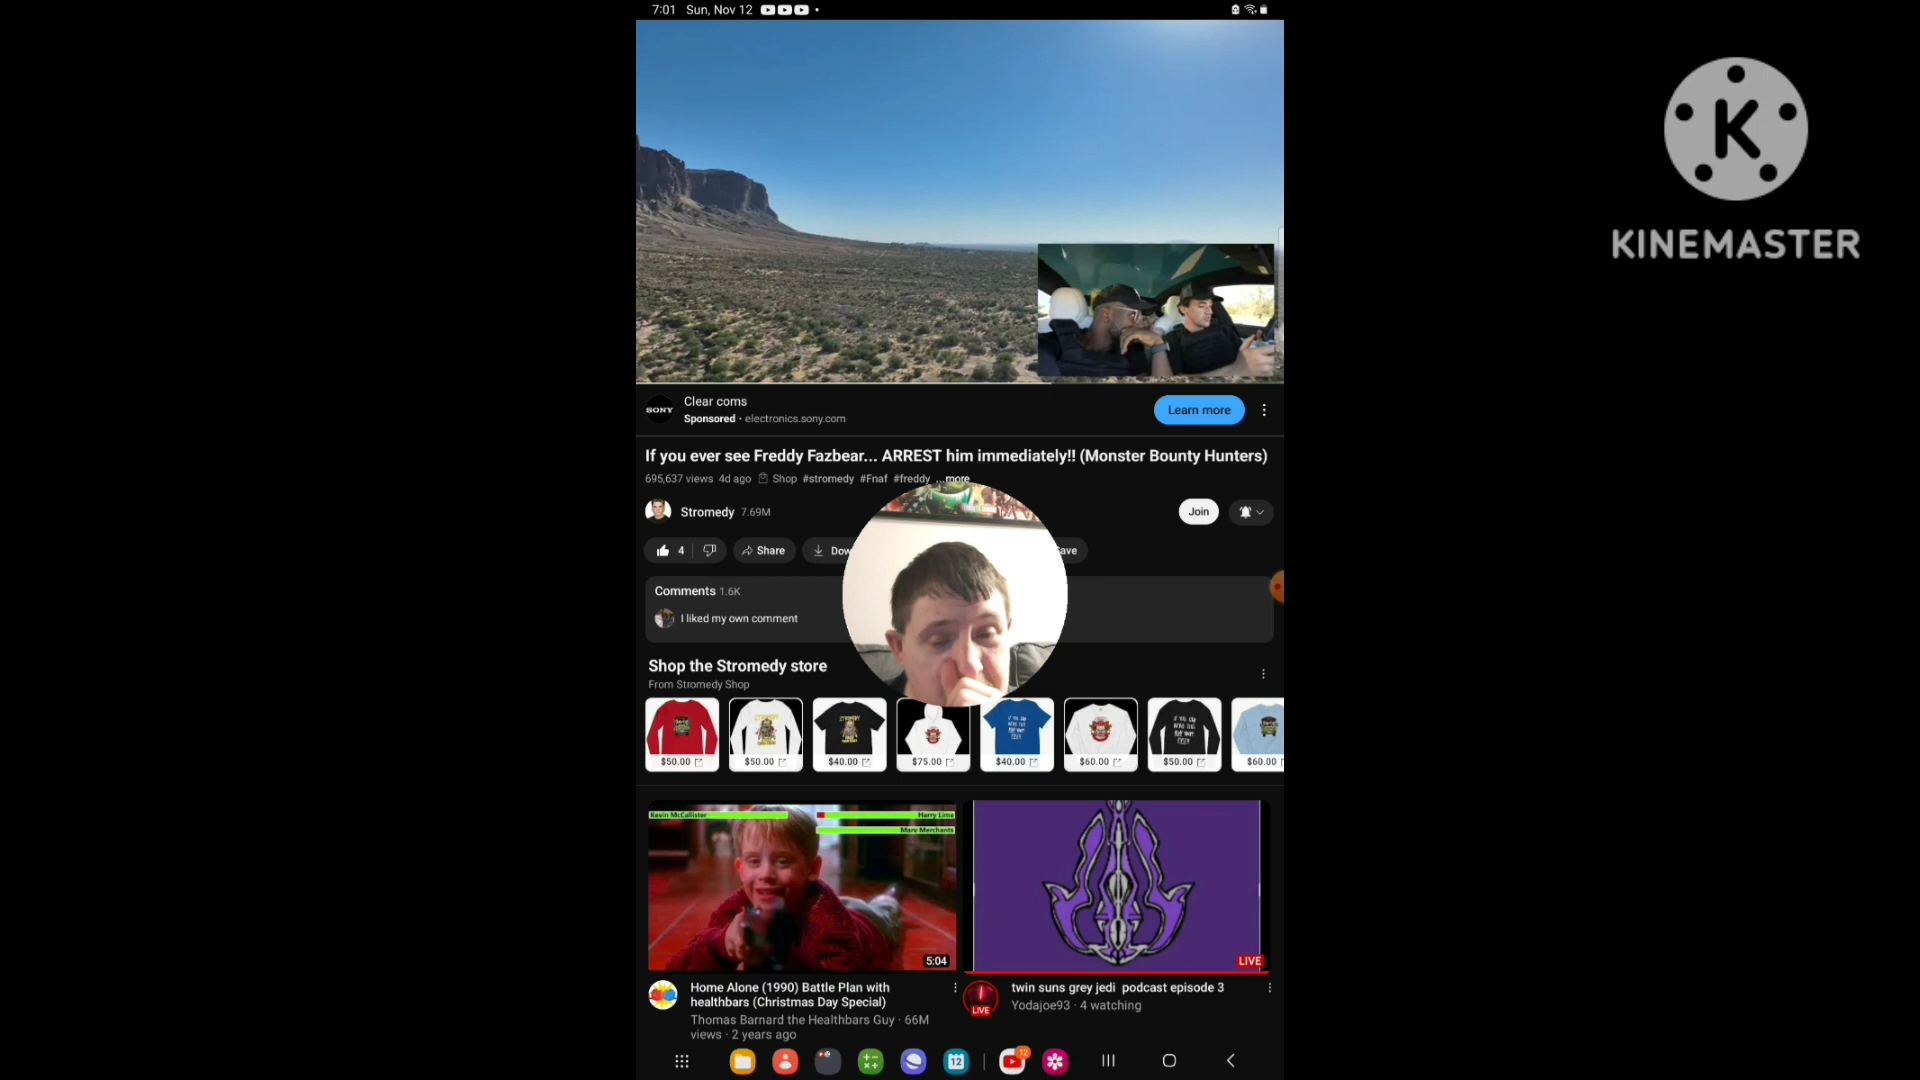 7:01 Sun, Nov 12
K
KINEMASTER
SONY
Clear coms
Sponsored · electronics.sony.com
Learn more
If you ever see Freddy Fazbear... ARREST him immediately!! (Monster Bounty Hunters)
695,637 views 4d ago Shop #stromedy #Fnaf #freddy ...more
Stromedy 7.69M
Join
4
Share
Dow
ave
Comments 1.6K
I liked my own comment
Shop the Stromedy store
From Stromedy Shop
$50.00 $50.00 $40.00 $75.00 $40.00 $60.00 $50.00 $60.00
Kevin McCallister
Harry Lime
Marv Merchants
5:04
LIVE
Home Alone (1990) Battle Plan with
healthbars (Christmas Day Special)
Thomas Barnard the Healthbars Guy · 66M
views · 2 years ago
LIVE
twin suns grey jedi podcast episode 3
Yodajoe93 · 4 watching
12
12